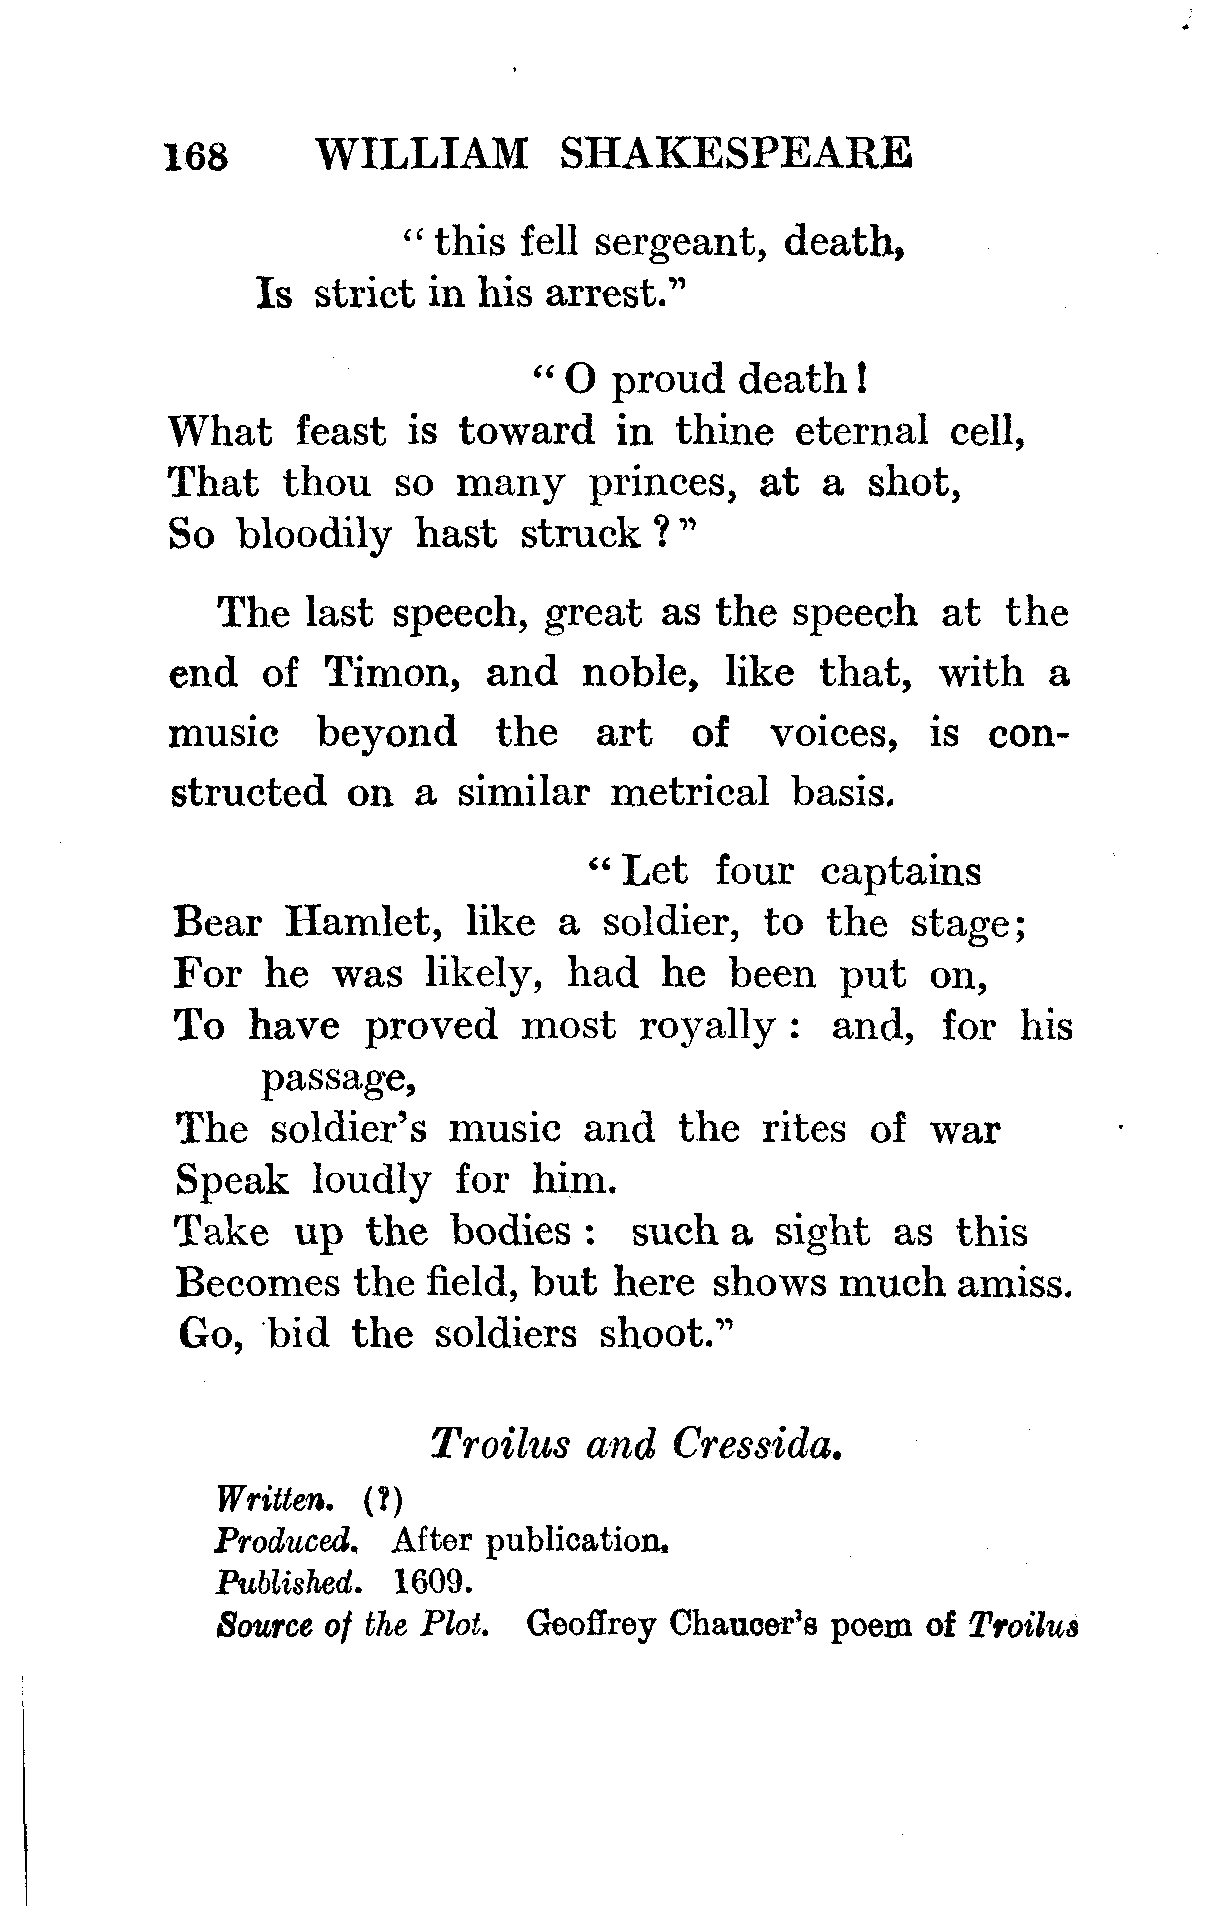 168 WILLIAM SHAKESPEARE
“ this fell sergeant, death,
Is strict in his arrest.”
“ O proud death !
What feast is toward in thine eternal cell,
That thou so many princes, at a shot,
So bloodily hast struck ? ”
The last speech, great as the speech at the
end of Timon, and noble, like that, with a
music beyond the art of voices, is con-
structed on a similar metrical basis.
“ Let four captains
Bear Hamlet, like a soldier, to the stage;
For he was likely, had he been put on,
To have proved most royally : and, for his
passage,
The soldier’s music and the rites of war
Speak loudly for him.
Take up the bodies : such a sight as this
Becomes the field, but here shows much amiss.
Go, bid the soldiers shoot.”
Troilus and Cressida.
Written. (?)
Produced. After publication.
Published. 1609.
Source of the Plot. Geoffrey Chaucer’s poem of Troilus